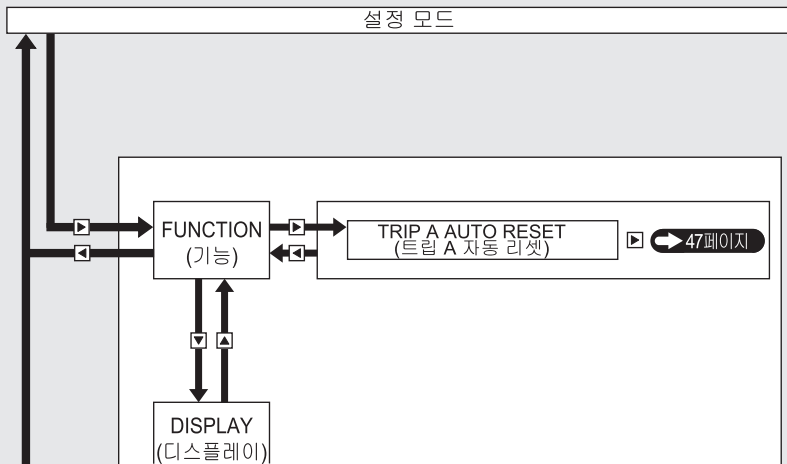 설정 모드
FUNCTION
(기능)
TRIP A AUTO RESET
(트립 A 자동 리셋)
47페이지
DISPLAY
(디스플레이)